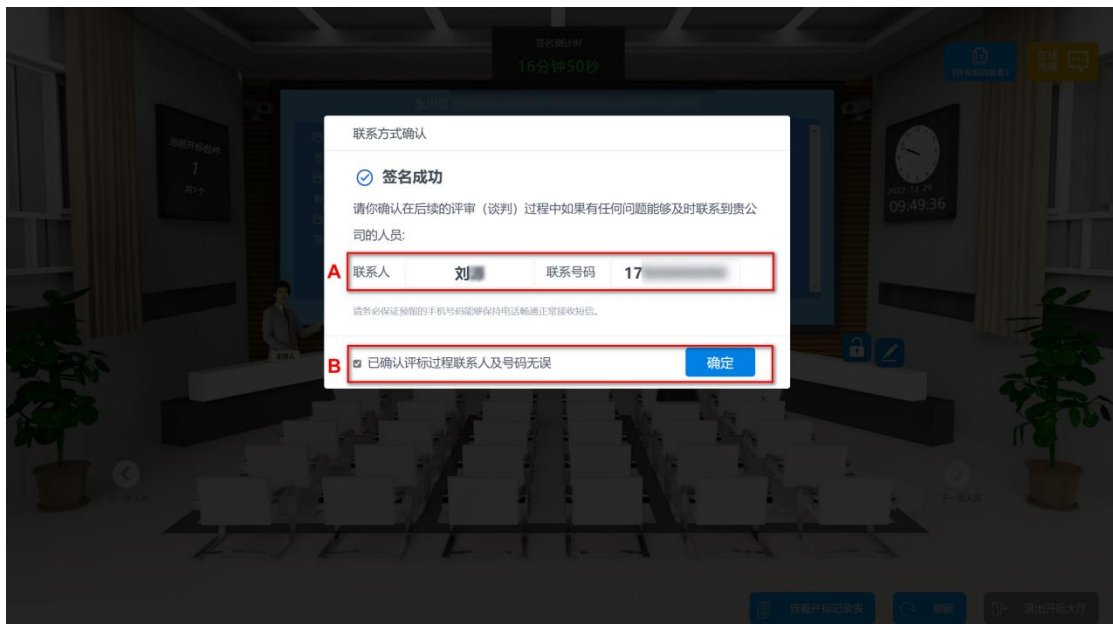 签名倒计时
16分钟50秒
当前开标包件
1
共1个
2022-12-29
09:49:36
联系方式确认
签名成功
请你确认在后续的评审（谈判）过程中如果有任何问题能够及时联系到贵公
司的人员:
A 联系人 刘 联系号码 17
请务必保证预留的手机号码能够保持电话畅通正常接收短信。
B 已确认评标过程联系人及号码无误 确定
主持人
查看开标记录表 刷新 退出开标大厅